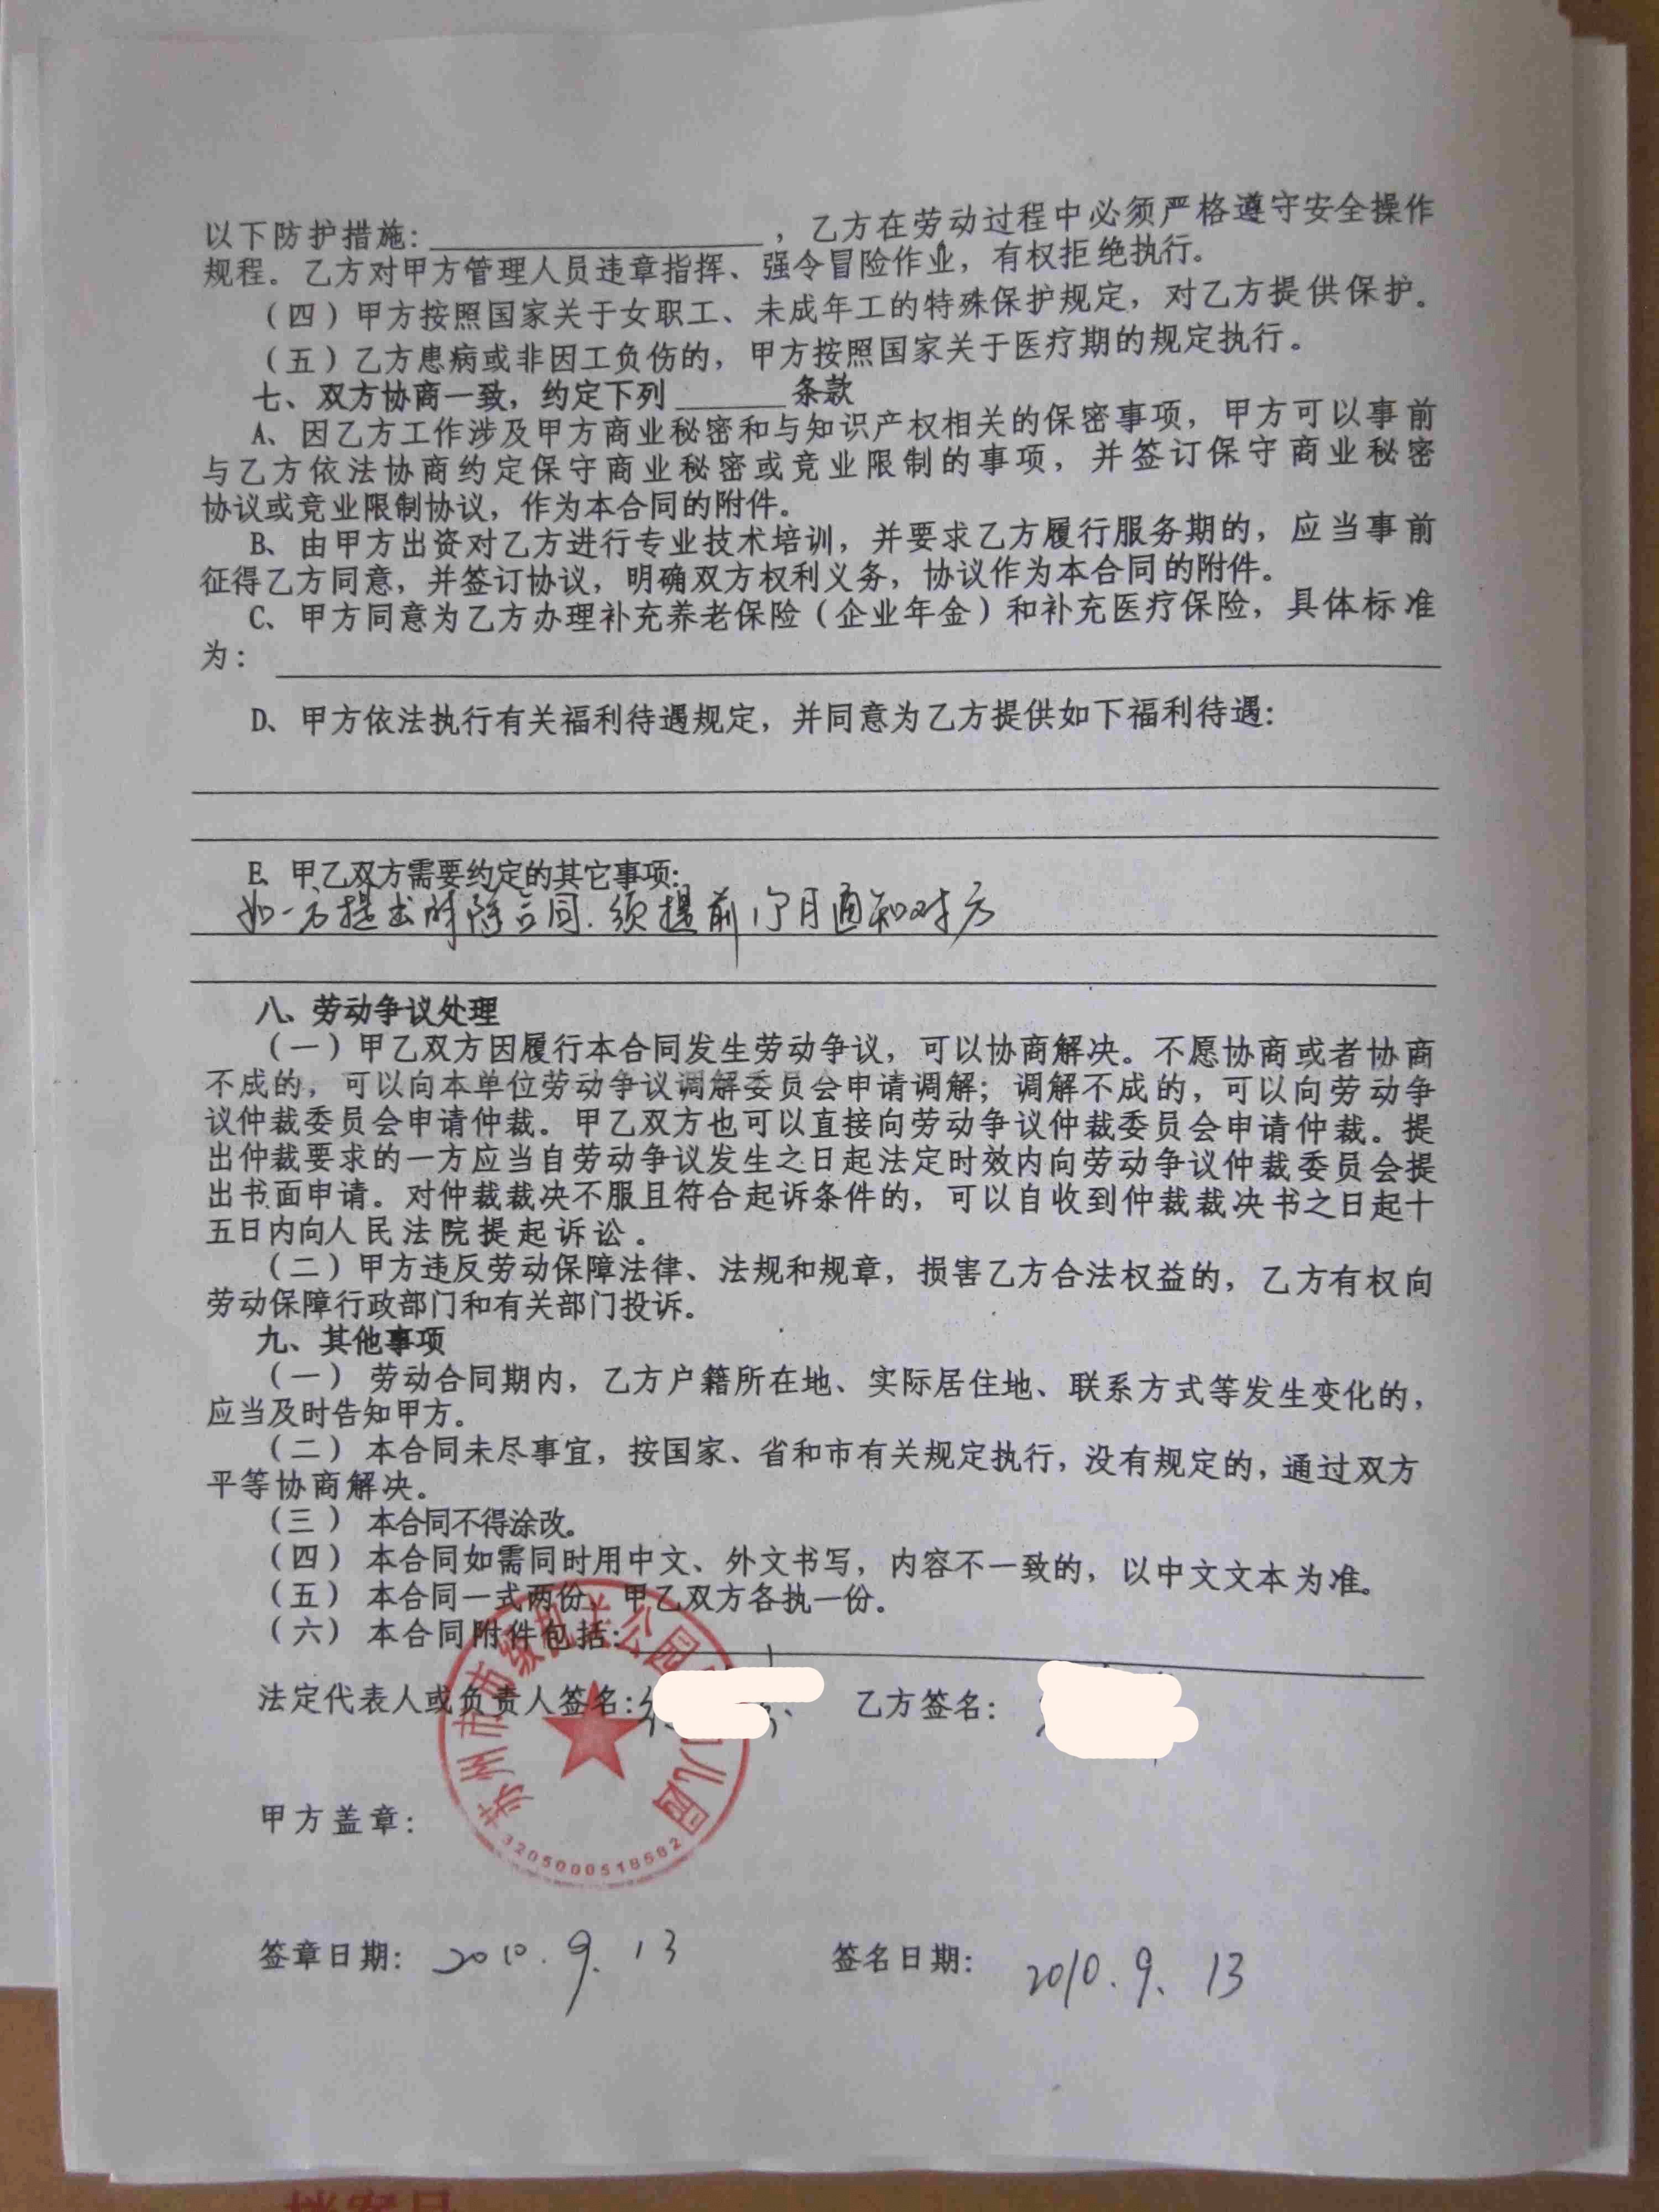 以下防护措施：，乙方在劳动过程中必须严格遵守安全操作
规程。乙方对甲方管理人员违章指挥、强令冒险作业，有权拒绝执行。
（四）甲方按照国家关于女职工、未成年工的特殊保护规定，对乙方提供保护。
（五）乙方患病或非因工负伤的，甲方按照国家关于医疗期的规定执行。
七、双方协商一致，约定下列______条款
A、因乙方工作涉及甲方商业秘密和与知识产权相关的保密事项，甲方可以事前
与乙方依法协商约定保守商业秘密或竞业限制的事项，并签订保守商业秘密
协议或竞业限制协议，作为本合同的附件。
B、由甲方出资对乙方进行专业技术培训，并要求乙方履行服务期的，应当事前
征得乙方同意，并签订协议，明确双方权利义务，协议作为本合同的附件。
C、甲方同意为乙方办理补充养老保险（企业年金）和补充医疗保险，具体标准
为：
D、甲方依法执行有关福利待遇规定，并同意为乙方提供如下福利待遇：
E、甲乙双方需要约定的其它事项：
如一方提出解除合同.须提前1个月通知对方
八、劳动争议处理
（一）甲乙双方因履行本合同发生劳动争议，可以协商解决。不愿协商或者协商
不成的，可以向本单位劳动争议调解委员会申请调解；调解不成的，可以向劳动争
议仲裁委员会申请仲裁。甲乙双方也可以直接向劳动争议仲裁委员会申请仲裁。提
出仲裁要求的一方应当自劳动争议发生之日起法定时效内向劳动争议仲裁委员会提
出书面申请。对仲裁裁决不服且符合起诉条件的，可以自收到仲裁裁决书之日起十
五日内向人民法院提起诉讼。
（二）甲方违反劳动保障法律、法规和规章，损害乙方合法权益的，乙方有权向
劳动保障行政部门和有关部门投诉。
九、其他事项
（一）劳动合同期内，乙方户籍所在地、实际居住地、联系方式等发生变化的，
应当及时告知甲方。
（二）本合同未尽事宜，按国家、省和市有关规定执行，没有规定的，通过双方
平等协商解决。
（三）本合同不得涂改。
（四）本合同如需同时用中文、外文书写，内容不一致的，以中文文本为准。
（五）本合同一式两份，甲乙双方各执一份。
（六）本合同附件包括：
法定代表人或负责人签名： 乙方签名：
苏州市市级机关公园儿园
3205000518582
甲方盖章：
签章日期：2010.9.13 签名日期：2010.9.13